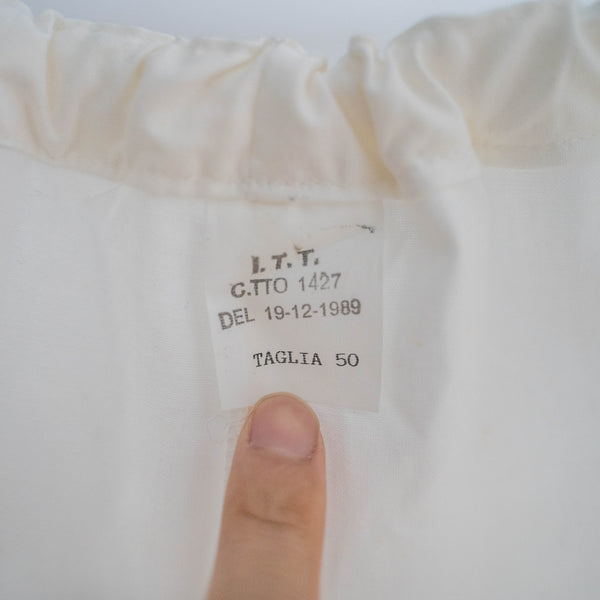 I.T.T.
C.TTO 1427
DEL 19-12-1989
TAGLIA 50